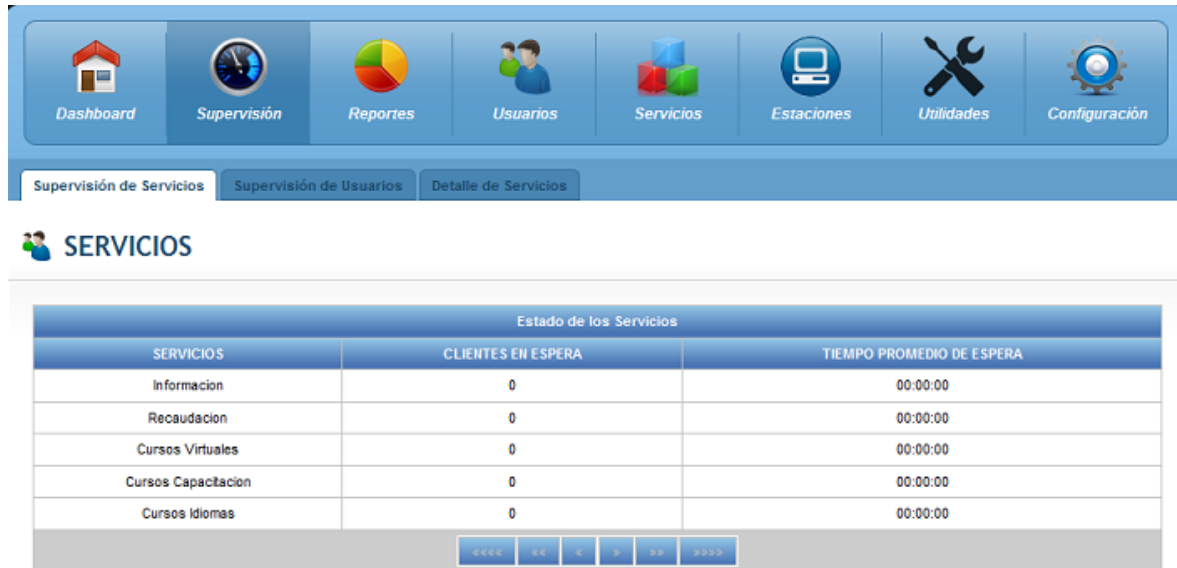 Dashboard Supervisión Reportes Usuarios Servicios Estaciones Utilidades Configuración
Supervisión de Servicios Supervisión de Usuarios Detalle de Servicios
SERVICIOS
Estado de los Servicios
SERVICIOS CLIENTES EN ESPERA TIEMPO PROMEDIO DE ESPERA
Informacion 0 00:00:00
Recaudacion 0 00:00:00
Cursos Virtuales 0 00:00:00
Cursos Capacitacion 0 00:00:00
Cursos Idiomas 0 00:00:00
<<<< << < > >> >>>>